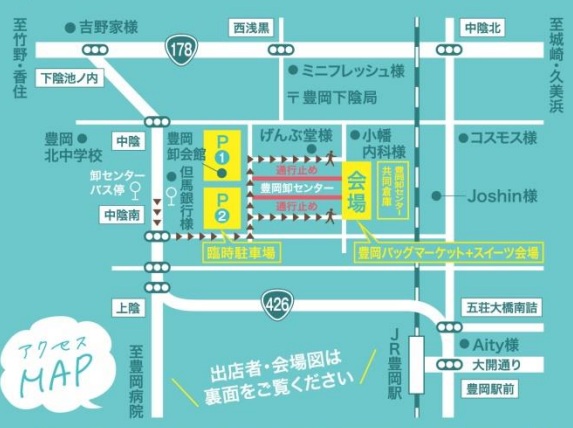 至竹野・香住
吉野家様
178
西浅黒
中陰北
至城崎・久美浜
下陰池ノ内
ミニフレッシュ様
〒豊岡下陰局
豊岡北中学校
中陰
豊岡卸会館
P1
げんぶ堂様
小幡内科様
コスモス様
卸センターバス停
但馬銀行様
通行止め
豊岡卸センター
通行止め
会場
豊岡卸センター共同倉庫
Joshin様
中陰南
P2
臨時駐車場
豊岡バッグマーケット+スイーツ会場
上陰
426
五荘大橋南詰
アクセス
MAP
至豊岡病院
出店者・会場図は
裏面をご覧ください
JR豊岡駅
Aity様
大開通り
豊岡駅前